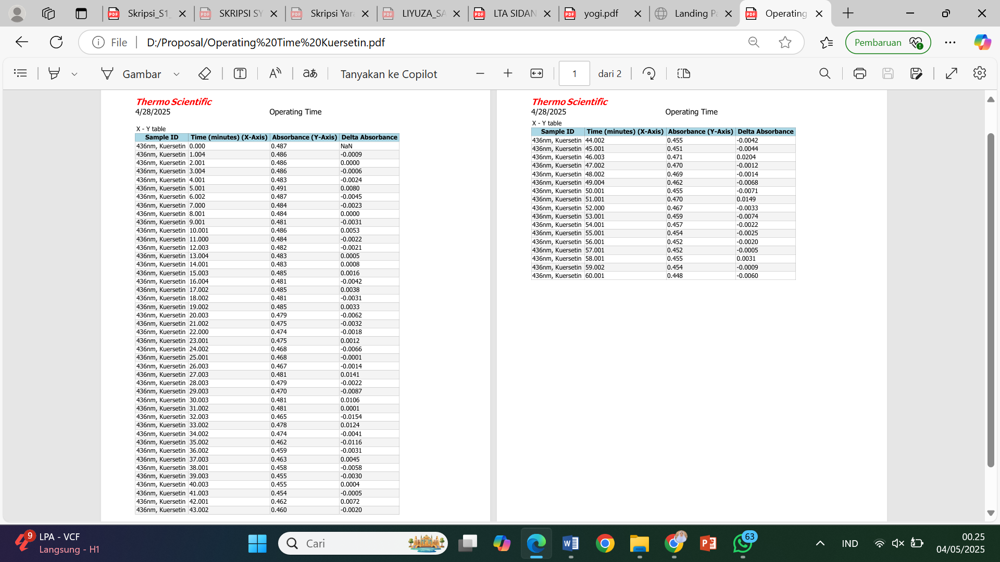 Skripsi_S1_
SKRIPSI SY
Skripsi Yar
LIYUZA_SA
LTA SIDAN
yogi.pdf
Landing Pa
Operating
File
D:/Proposal/Operating%20Time%20Kuersetin.pdf
Pembaruan
Gambar
Tanyakan ke Copilot
1
dari 2
Thermo Scientific
4/28/2025 Operating Time
X - Y table
Sample ID Time (minutes) (X-Axis) Absorbance (Y-Axis) Delta Absorbance
436nm, Kuersetin 0.000 0.487 NaN
436nm, Kuersetin 1.004 0.486 -0.0009
436nm, Kuersetin 2.001 0.486 0.0000
436nm, Kuersetin 3.004 0.486 -0.0006
436nm, Kuersetin 4.001 0.483 -0.0024
436nm, Kuersetin 5.001 0.491 0.0080
436nm, Kuersetin 6.002 0.487 -0.0045
436nm, Kuersetin 7.000 0.484 -0.0023
436nm, Kuersetin 8.001 0.484 0.0000
436nm, Kuersetin 9.001 0.481 -0.0031
436nm, Kuersetin 10.001 0.486 0.0053
436nm, Kuersetin 11.000 0.484 -0.0022
436nm, Kuersetin 12.003 0.482 -0.0021
436nm, Kuersetin 13.004 0.483 0.0005
436nm, Kuersetin 14.001 0.483 0.0008
436nm, Kuersetin 15.003 0.485 0.0016
436nm, Kuersetin 16.004 0.481 -0.0042
436nm, Kuersetin 17.002 0.485 0.0038
436nm, Kuersetin 18.002 0.481 -0.0031
436nm, Kuersetin 19.002 0.485 0.0033
436nm, Kuersetin 20.003 0.479 -0.0062
436nm, Kuersetin 21.002 0.475 -0.0032
436nm, Kuersetin 22.000 0.474 -0.0018
436nm, Kuersetin 23.001 0.475 0.0012
436nm, Kuersetin 24.002 0.468 -0.0066
436nm, Kuersetin 25.001 0.468 -0.0001
436nm, Kuersetin 26.003 0.467 -0.0014
436nm, Kuersetin 27.003 0.481 0.0141
436nm, Kuersetin 28.003 0.479 -0.0022
436nm, Kuersetin 29.003 0.470 -0.0087
436nm, Kuersetin 30.003 0.481 0.0106
436nm, Kuersetin 31.002 0.481 0.0001
436nm, Kuersetin 32.003 0.465 -0.0154
436nm, Kuersetin 33.002 0.478 0.0124
436nm, Kuersetin 34.002 0.474 -0.0041
436nm, Kuersetin 35.002 0.462 -0.0116
436nm, Kuersetin 36.002 0.459 -0.0031
436nm, Kuersetin 37.003 0.463 0.0045
436nm, Kuersetin 38.001 0.458 -0.0058
436nm, Kuersetin 39.003 0.455 -0.0030
436nm, Kuersetin 40.003 0.455 0.0004
436nm, Kuersetin 41.003 0.454 -0.0005
436nm, Kuersetin 42.001 0.462 0.0072
436nm, Kuersetin 43.002 0.460 -0.0020
Thermo Scientific
4/28/2025 Operating Time
X - Y table
Sample ID Time (minutes) (X-Axis) Absorbance (Y-Axis) Delta Absorbance
436nm, Kuersetin 44.002 0.455 -0.0042
436nm, Kuersetin 45.001 0.451 -0.0044
436nm, Kuersetin 46.003 0.471 0.0204
436nm, Kuersetin 47.002 0.470 -0.0012
436nm, Kuersetin 48.002 0.469 -0.0014
436nm, Kuersetin 49.004 0.462 -0.0068
436nm, Kuersetin 50.001 0.455 -0.0071
436nm, Kuersetin 51.001 0.470 0.0149
436nm, Kuersetin 52.000 0.467 -0.0033
436nm, Kuersetin 53.001 0.459 -0.0074
436nm, Kuersetin 54.001 0.457 -0.0022
436nm, Kuersetin 55.001 0.454 -0.0025
436nm, Kuersetin 56.001 0.452 -0.0020
436nm, Kuersetin 57.001 0.452 -0.0005
436nm, Kuersetin 58.001 0.455 0.0031
436nm, Kuersetin 59.002 0.454 -0.0009
436nm, Kuersetin 60.001 0.448 -0.0060
9
LPA - VCF
Langsung - H1
Cari
63
IND
00.25
04/05/2025